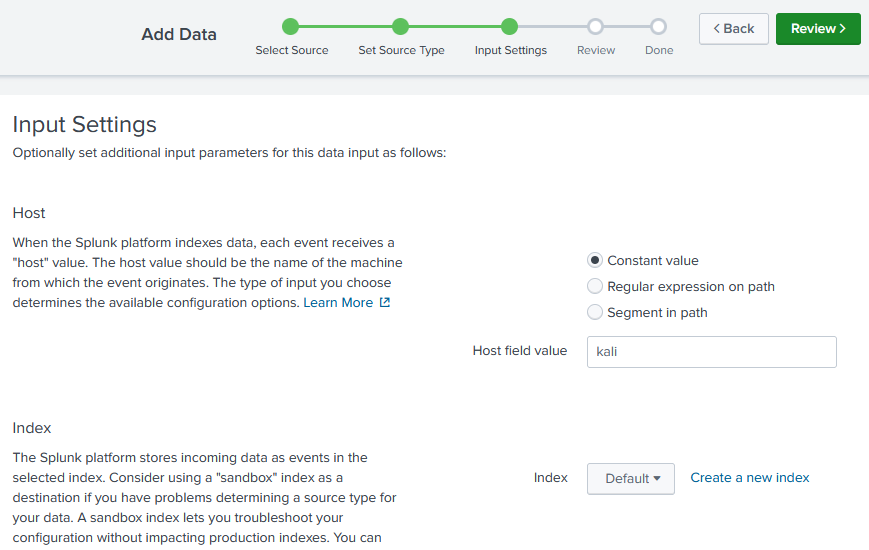 Add Data
Select Source
Set Source Type
Input Settings
Review
Done
< Back
Review >
Input Settings
Optionally set additional input parameters for this data input as follows:
Host
When the Splunk platform indexes data, each event receives a
"host" value. The host value should be the name of the machine
from which the event originates. The type of input you choose
determines the available configuration options. Learn More
Constant value
Regular expression on path
Segment in path
Host field value
kali
Index
The Splunk platform stores incoming data as events in the
selected index. Consider using a "sandbox" index as a
destination if you have problems determining a source type for
your data. A sandbox index lets you troubleshoot your
configuration without impacting production indexes. You can
Index
Default
Create a new index